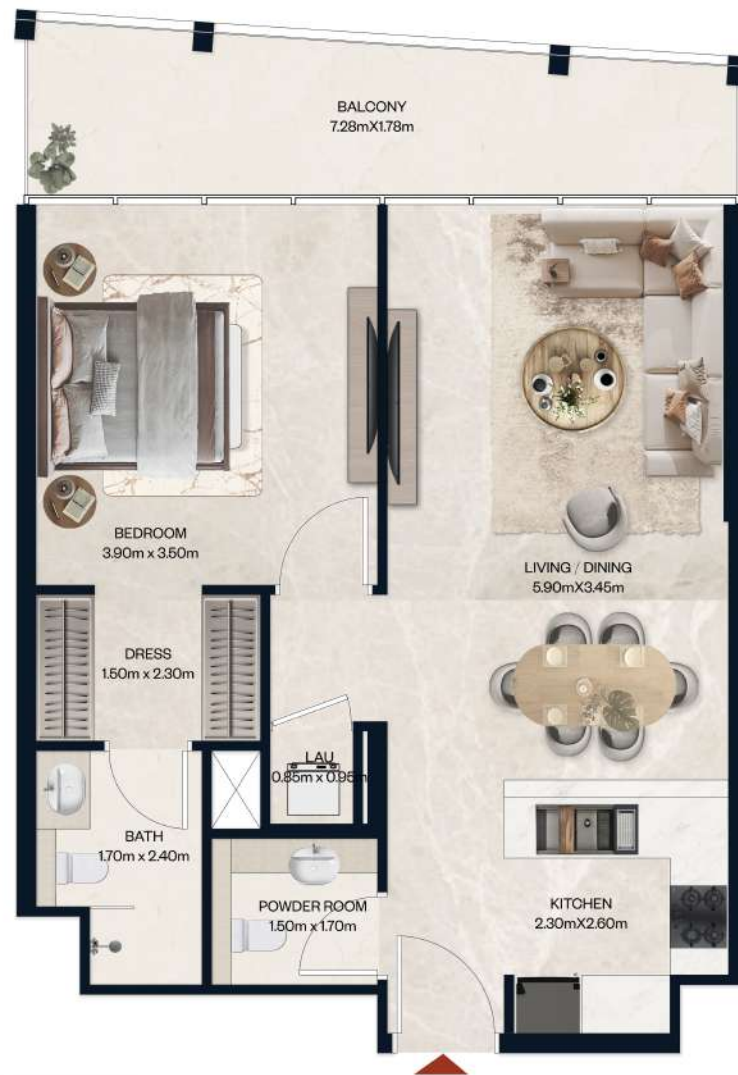 BALCONY
7.28mX1.78m
BEDROOM
3.90m x 3.50m
LIVING / DINING
5.90mX3.45m
DRESS
1.50m x 2.30m
LAU
0.85m x 0.95m
BATH
1.70m x 2.40m
POWDER ROOM
1.50m x 1.70m
KITCHEN
2.30mX2.60m